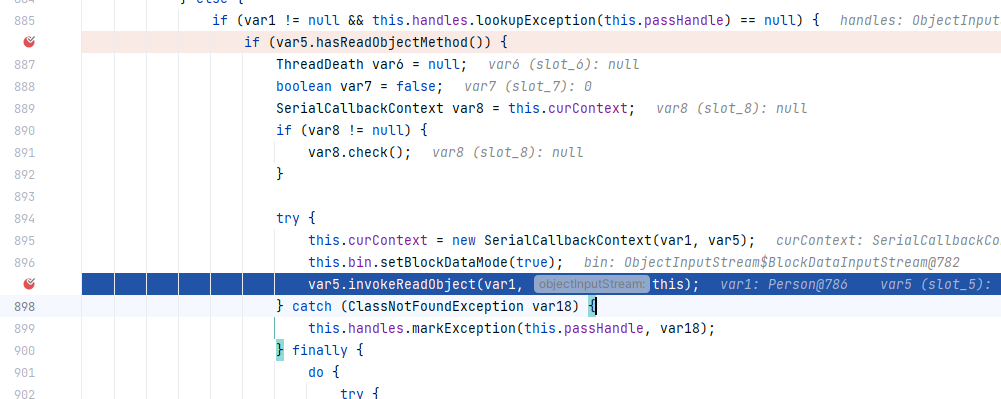 } else {
885 if (var1 != null && this.handles.lookupException(this.passHandle) == null) { handles: ObjectInputS
if (var5.hasReadObjectMethod()) {
887 ThreadDeath var6 = null; var6 (slot_6): null
888 boolean var7 = false; var7 (slot_7): 0
889 SerialCallbackContext var8 = this.curContext; var8 (slot_8): null
890 if (var8 != null) {
891 var8.check(); var8 (slot_8): null
892 }
893
894 try {
895 this.curContext = new SerialCallbackContext(var1, var5); curContext: SerialCallbackCo
896 this.bin.setBlockDataMode(true); bin: ObjectInputStream$BlockDataInputStream@782
var5.invokeReadObject(var1, objectInputStream: this); var1: Person@786 var5 (slot_5):
898 } catch (ClassNotFoundException var18) {
899 this.handles.markException(this.passHandle, var18);
900 } finally {
901 do {
902 try {